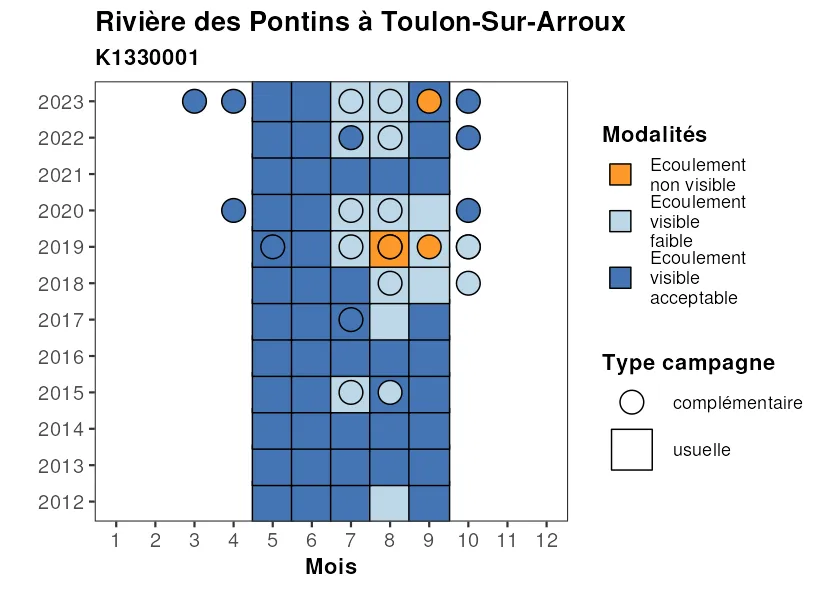 Rivière des Pontins à Toulon-Sur-Arroux
K1330001
2023
2022
2021
2020
2019
2018
2017
2016
2015
2014
2013
2012
1 2 3 4 5 6 7 8 9 10 11 12
Mois
Modalités
Ecoulement
non visible
Ecoulement
visible
faible
Ecoulement
visible
acceptable
Type campagne
complémentaire
usuelle